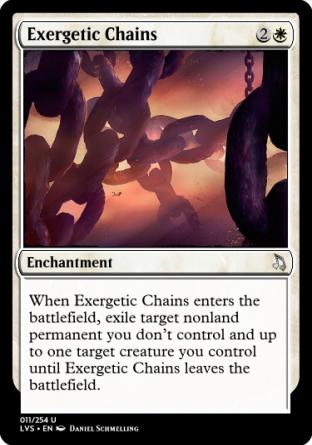 Exergetic Chains 2
Enchantment
When Exergetic Chains enters the
battlefield, exile target nonland
permanent you don't control and up
to one target creature you control
until Exergetic Chains leaves the
battlefield.
011/254 U
LVS • EN Daniel Schmelling